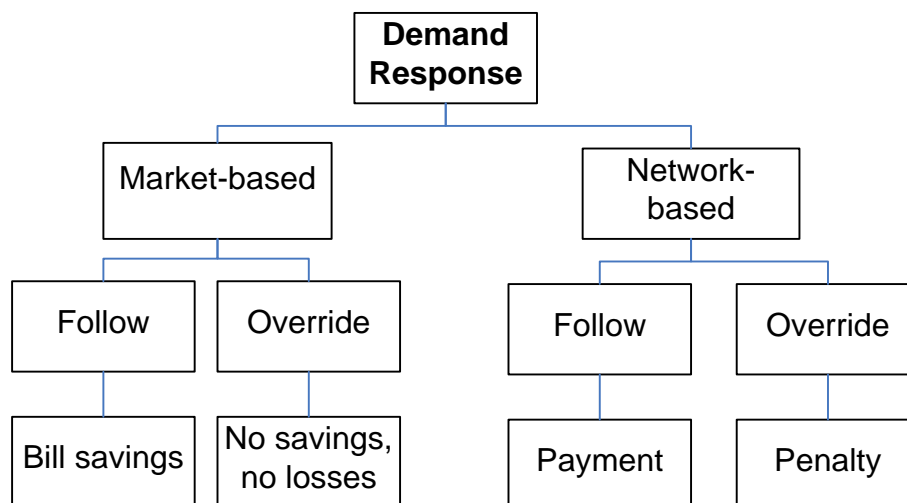 Demand
Response
Market-based
Network-
based
Follow
Override
Follow
Override
Bill savings
No savings,
no losses
Payment
Penalty